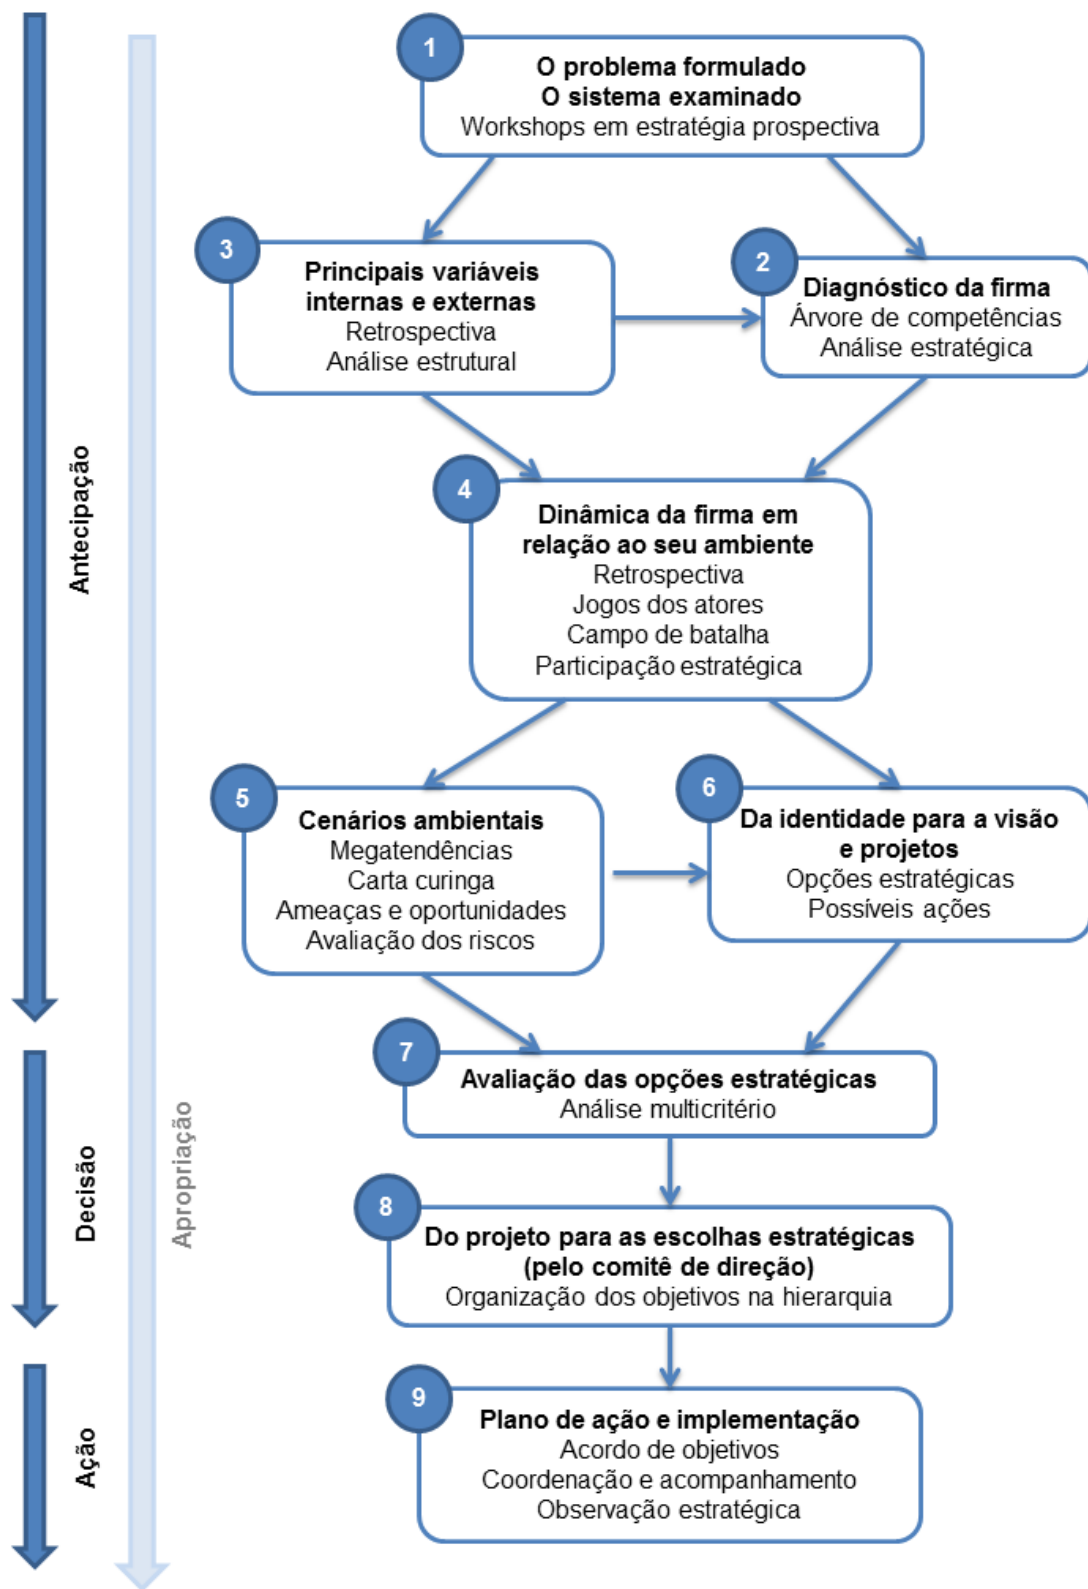 1
O problema formulado
O sistema examinado
Workshops em estratégia prospectiva
3
Principais variáveis
internas e externas
Retrospectiva
Análise estrutural
2
Diagnóstico da firma
Árvore de competências
Análise estratégica
4
Dinâmica da firma em
relação ao seu ambiente
Retrospectiva
Jogos dos atores
Campo de batalha
Participação estratégica
5
Cenários ambientais
Megatendências
Carta curinga
Ameaças e oportunidades
Avaliação dos riscos
6
Da identidade para a visão
e projetos
Opções estratégicas
Possíveis ações
7
Avaliação das opções estratégicas
Análise multicritério
8
Do projeto para as escolhas estratégicas
(pelo comitê de direção)
Organização dos objetivos na hierarquia
9
Plano de ação e implementação
Acordo de objetivos
Coordenação e acompanhamento
Observação estratégica
Antecipação
Decisão
Ação
Apropriação